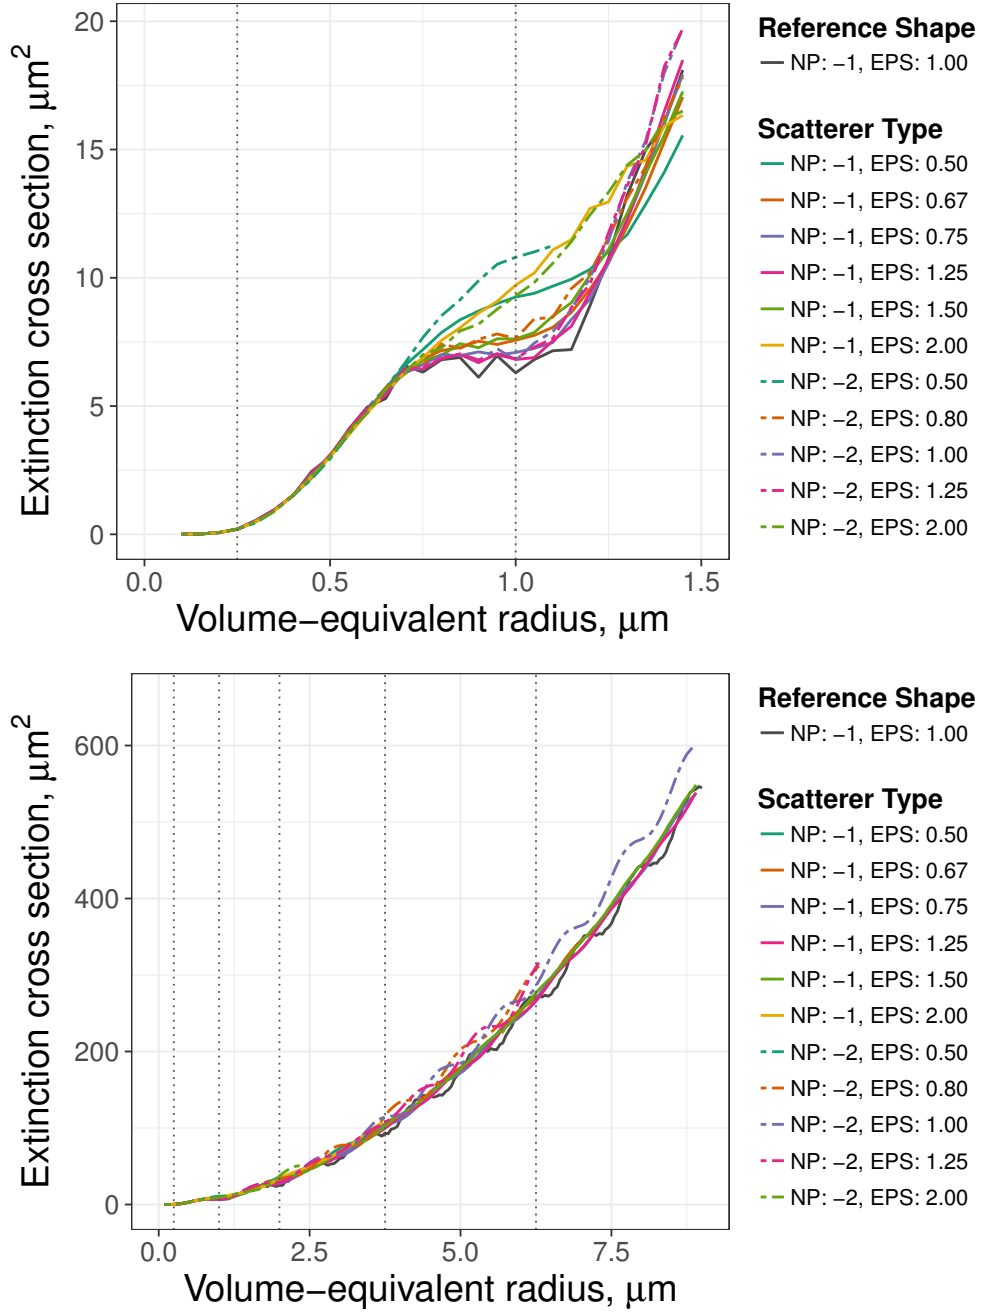 Extinction cross section, μm²
20
15
10
5
0
0.0 0.5 1.0 1.5
Volume−equivalent radius, μm
Reference Shape
NP: −1, EPS: 1.00
Scatterer Type
NP: −1, EPS: 0.50
NP: −1, EPS: 0.67
NP: −1, EPS: 0.75
NP: −1, EPS: 1.25
NP: −1, EPS: 1.50
NP: −1, EPS: 2.00
NP: −2, EPS: 0.50
NP: −2, EPS: 0.80
NP: −2, EPS: 1.00
NP: −2, EPS: 1.25
NP: −2, EPS: 2.00
Extinction cross section, μm²
600
400
200
0
0.0 2.5 5.0 7.5
Volume−equivalent radius, μm
Reference Shape
NP: −1, EPS: 1.00
Scatterer Type
NP: −1, EPS: 0.50
NP: −1, EPS: 0.67
NP: −1, EPS: 0.75
NP: −1, EPS: 1.25
NP: −1, EPS: 1.50
NP: −1, EPS: 2.00
NP: −2, EPS: 0.50
NP: −2, EPS: 0.80
NP: −2, EPS: 1.00
NP: −2, EPS: 1.25
NP: −2, EPS: 2.00